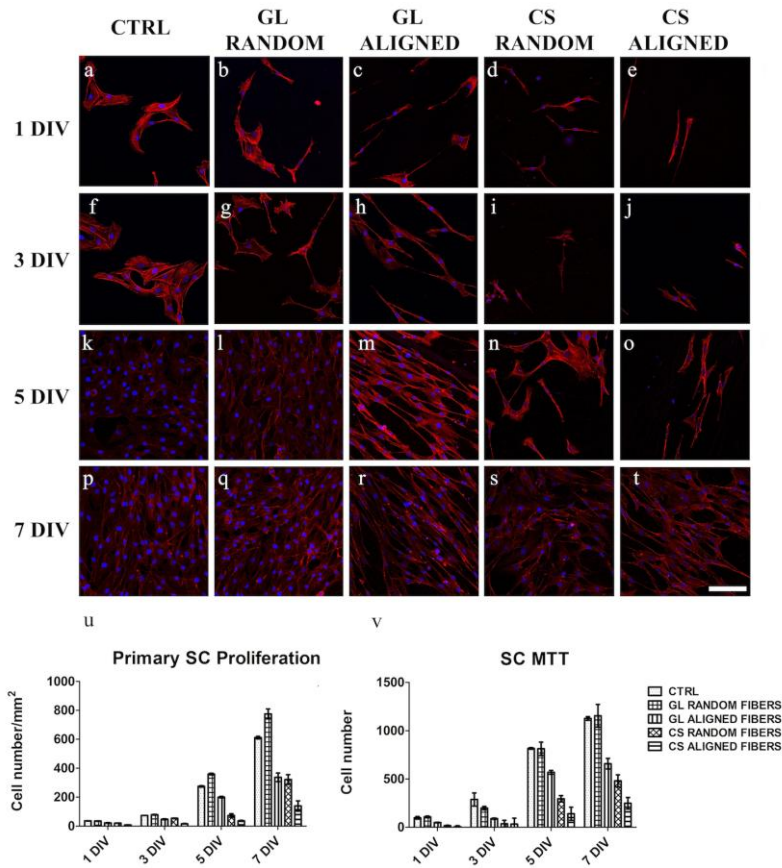 CTRL GL RANDOM GL ALIGNED CS RANDOM CS ALIGNED
1 DIV
a b c d e
3 DIV
f g h i j
5 DIV
k l m n o
7 DIV
p q r s t
u v
Primary SC Proliferation
Cell number/mm²
1000
800
600
400
200
0
1 DIV 3 DIV 5 DIV 7 DIV
SC MTT
Cell number
1500
1000
500
0
1 DIV 3 DIV 5 DIV 7 DIV
CTRL
GL RANDOM FIBERS
GL ALIGNED FIBERS
CS RANDOM FIBERS
CS ALIGNED FIBERS